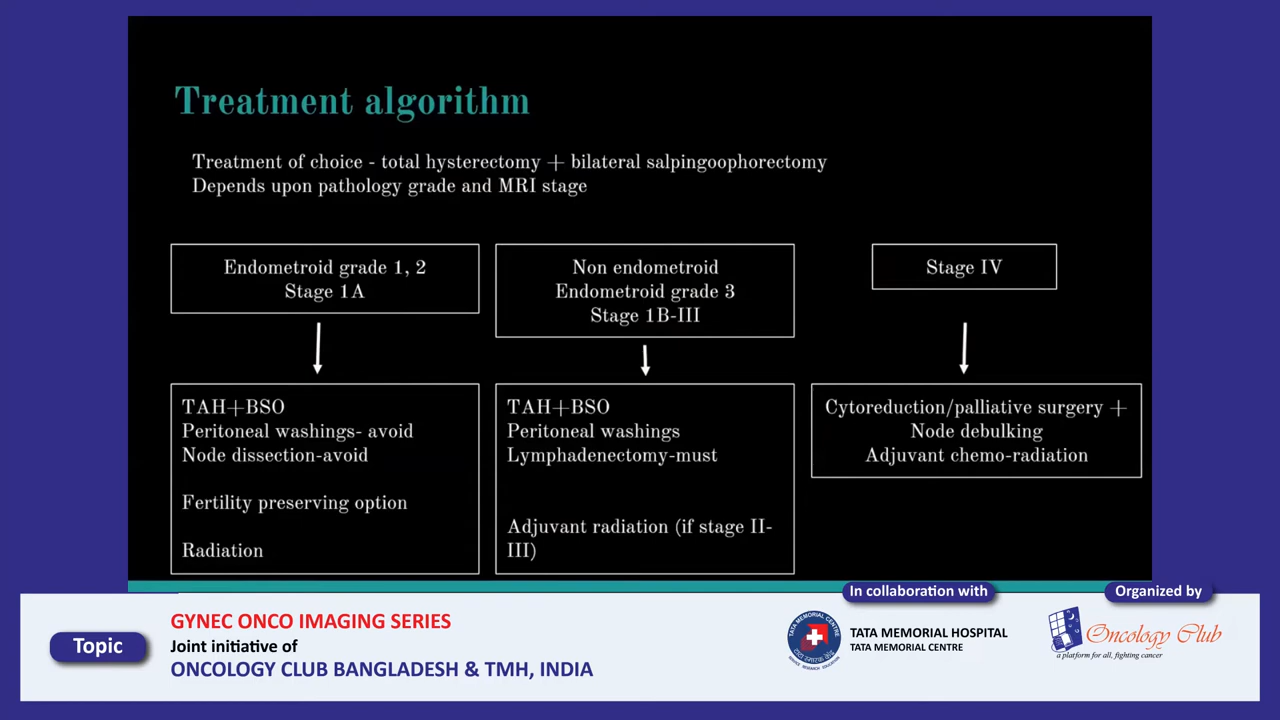 Treatment algorithm
Treatment of choice - total hysterectomy + bilateral salpingoophorectomy
Depends upon pathology grade and MRI stage
Endometroid grade 1, 2
Stage 1A
Non endometroid
Endometroid grade 3
Stage 1B-III
Stage IV
TAH+BSO
Peritoneal washings- avoid
Node dissection-avoid
Fertility preserving option
Radiation
TAH+BSO
Peritoneal washings
Lymphadenectomy-must
Adjuvant radiation (if stage II-
III)
Cytoreduction/palliative surgery +
Node debulking
Adjuvant chemo-radiation
Topic
GYNEC ONCO IMAGING SERIES
Joint initiative of
ONCOLOGY CLUB BANGLADESH & TMH, INDIA
In collaboration with
TATA MEMORIAL CENTRE
TATA MEMORIAL HOSPITAL
TATA MEMORIAL CENTRE
Organized by
Oncology Club
a platform for all, fighting cancer